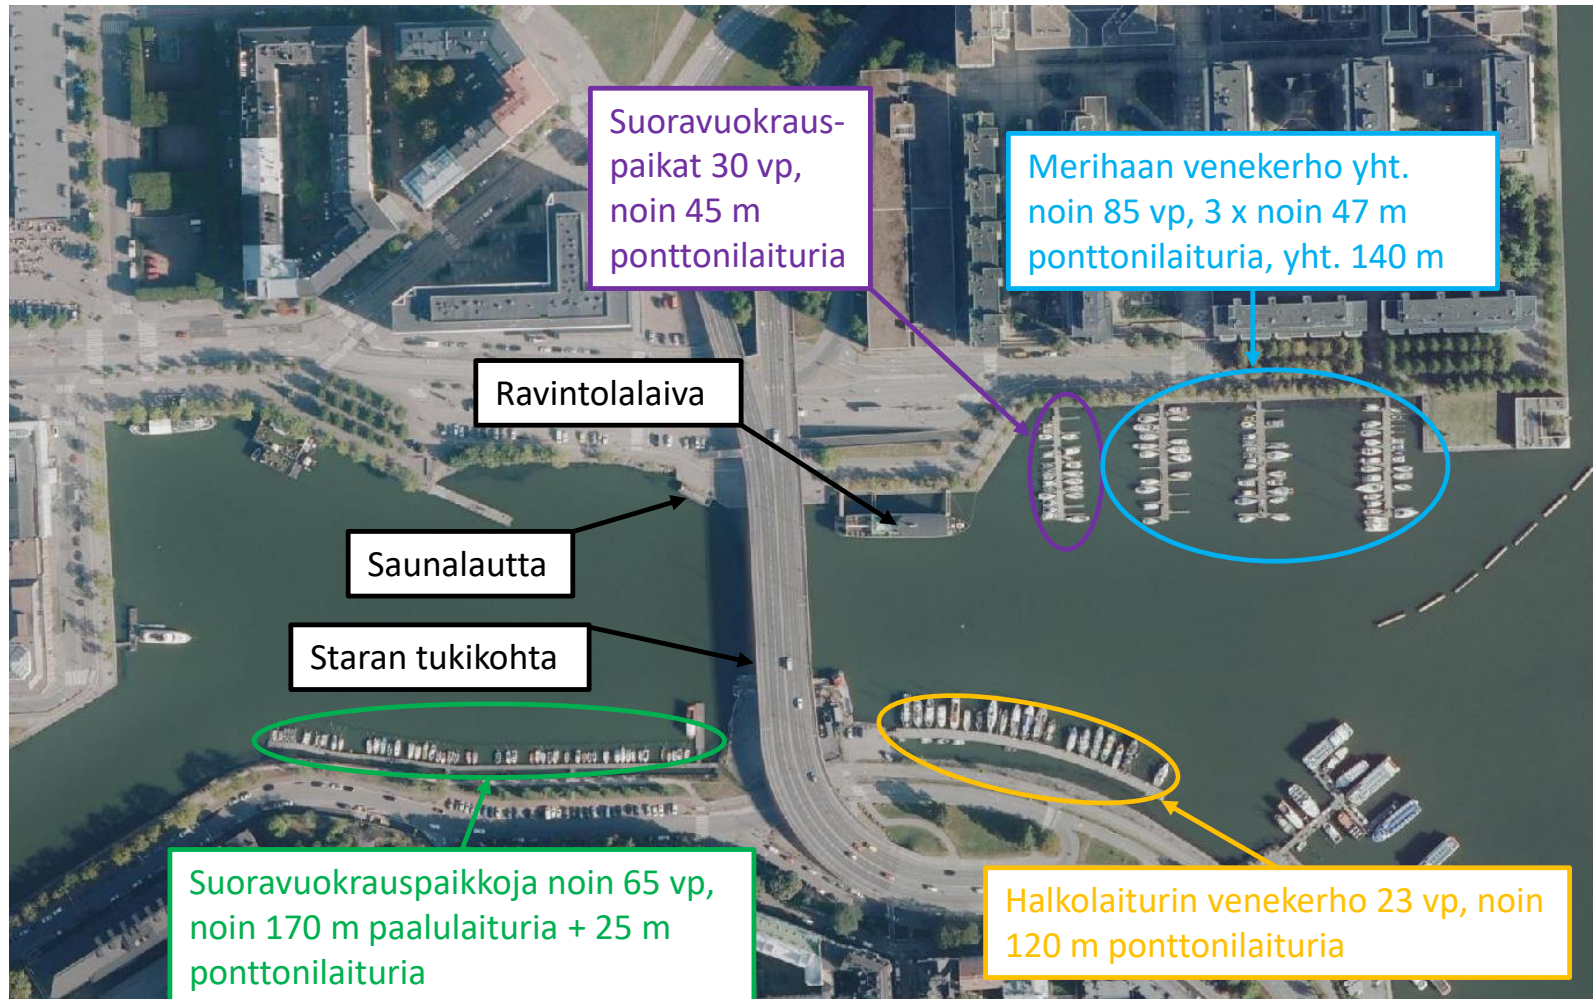 Suoravuokraus-
paikat 30 vp,
noin 45 m
ponttonilaituria
Merihaan venekerho yht.
noin 85 vp, 3 x noin 47 m
ponttonilaituria, yht. 140 m
Ravintolalaiva
Saunalautta
Staran tukikohta
Suoravuokrauspaikkoja noin 65 vp,
noin 170 m paalulaituria + 25 m
ponttonilaituria
Halkolaiturin venekerho 23 vp, noin
120 m ponttonilaituria